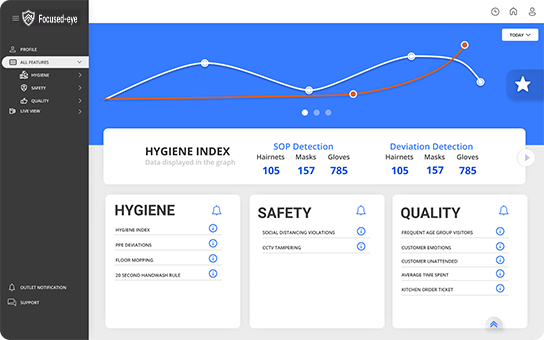 Focused-eye
PROFILE
ALL FEATURES
HYGIENE
SAFETY
QUALITY
LIVE VIEW
OUTLET NOTIFICATION
SUPPORT
TODAY
HYGIENE INDEX
Data displayed in the graph
SOP Detection
Hairnets Masks Gloves
105 157 785
Deviation Detection
Hairnets Masks Gloves
105 157 785
HYGIENE
HYGIENE INDEX
PPE DEVIATIONS
FLOOR MOPPING
20 SECOND HANDWASH RULE
SAFETY
SOCIAL DISTANCING VIOLATIONS
CCTV TAMPERING
QUALITY
FREQUENT AGE GROUP VISITORS
CUSTOMER EMOTIONS
CUSTOMER UNATTENDED
AVERAGE TIME SPENT
KITCHEN ORDER TICKET